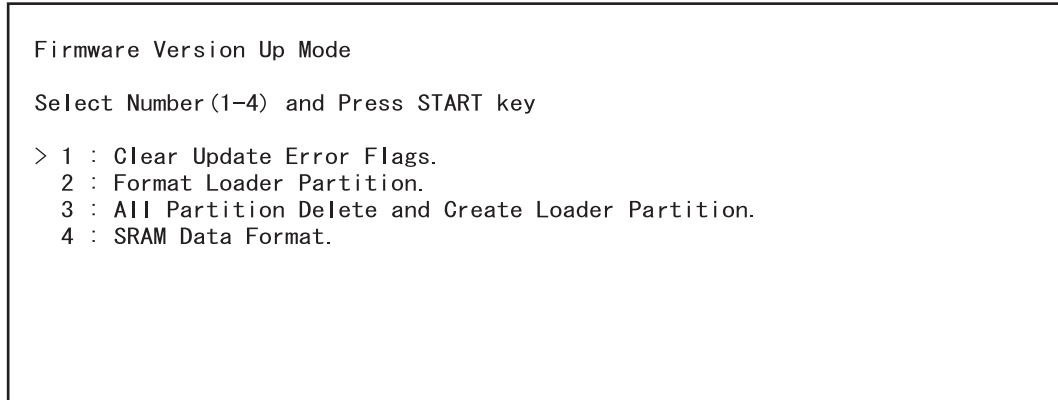 Firmware Version Up Mode
Select Number(1-4) and Press START key
> 1 : Clear Update Error Flags.
2 : Format Loader Partition.
3 : All Partition Delete and Create Loader Partition.
4 : SRAM Data Format.